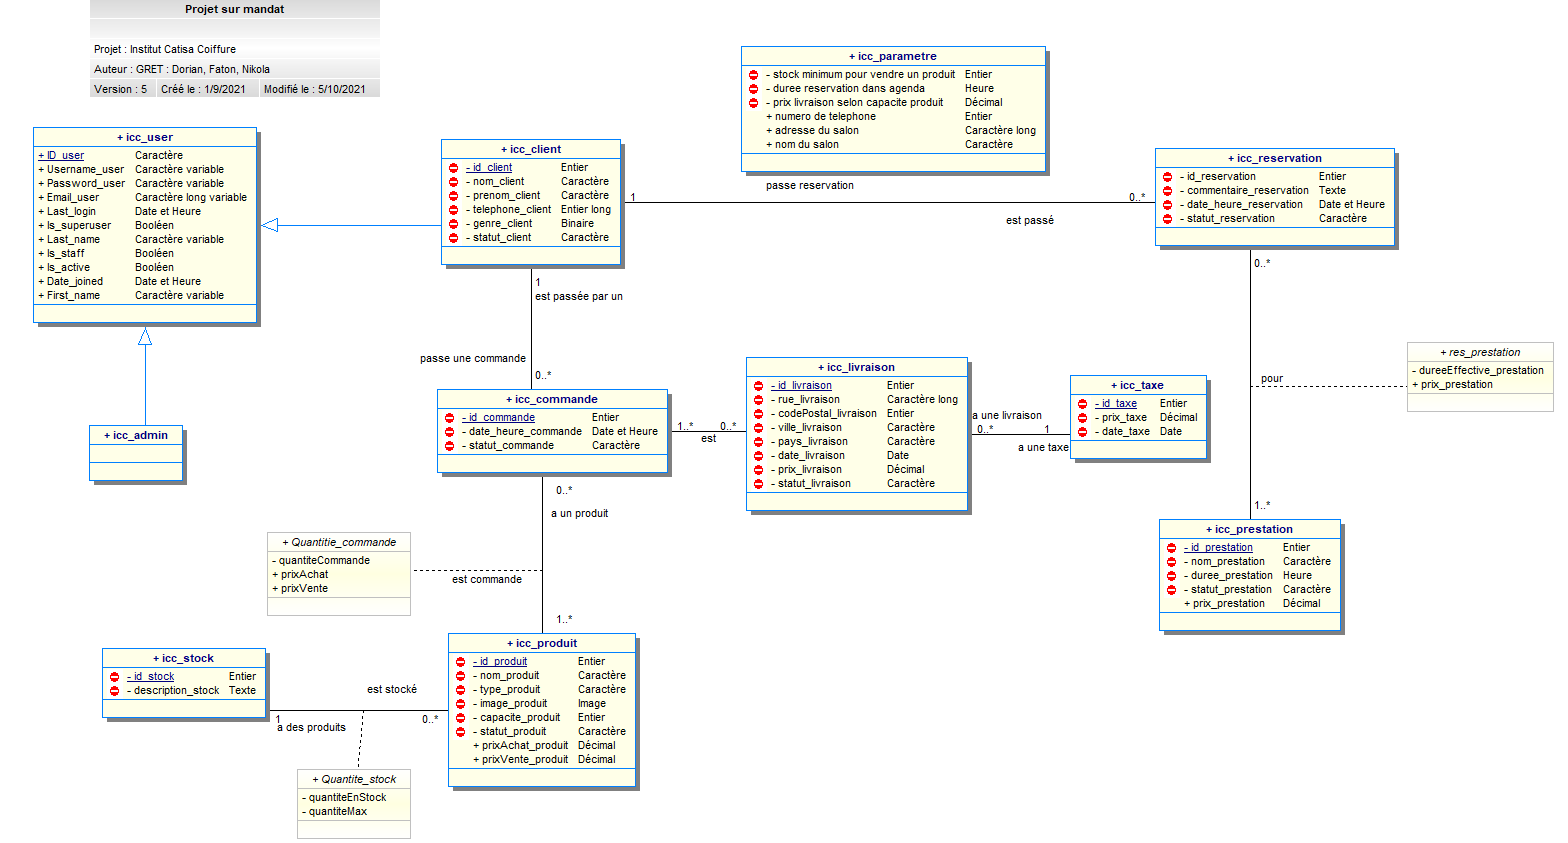 Projet sur mandat
Projet : Institut Catisa Coiffure
Auteur : GRET : Dorian, Faton, Nikola
Version : 5 Créé le : 1/9/2021 Modifié le : 5/10/2021
+ icc_user
+ ID_user Caractère
+ Username_user Caractère variable
+ Password_user Caractère variable
+ Email_user Caractère long variable
+ Last_login Date et Heure
+ Is_superuser Booléen
+ Last_name Caractère variable
+ Is_staff Booléen
+ Is_active Booléen
+ Date_joined Date et Heure
+ First_name Caractère variable
+ icc_admin
+ icc_client
- id_client Entier
- nom_client Caractère
- prenom_client Caractère
- telephone_client Entier long
- genre_client Binaire
- statut_client Caractère
+ icc_parametre
- stock minimum pour vendre un produit Entier
- duree reservation dans agenda Heure
- prix livraison selon capacite produit Décimal
+ numero de telephone Entier
+ adresse du salon Caractère long
+ nom du salon Caractère
passe reservation
1
0..*
est passé
+ icc_reservation
- id_reservation Entier
- commentaire_reservation Texte
- date_heure_reservation Date et Heure
- statut_reservation Caractère
0..*
pour
1..*
+ res_prestation
- dureeEffective_prestation
+ prix_prestation
1
est passée par un
passe une commande
0..*
+ icc_commande
- id_commande Entier
- date_heure_commande Date et Heure
- statut_commande Caractère
1..*
0..*
est
+ icc_livraison
- id_livraison Entier
- rue_livraison Caractère long
- codePostal_livraison Entier
- ville_livraison Caractère
- pays_livraison Caractère
- date_livraison Date
- prix_livraison Décimal
- statut_livraison Caractère
a une livraison
0..*
1
a une taxe
+ icc_taxe
- id_taxe Entier
- prix_taxe Décimal
- date_taxe Date
+ icc_prestation
- id_prestation Entier
- nom_prestation Caractère
- duree_prestation Heure
- statut_prestation Caractère
+ prix_prestation Décimal
0..*
a un produit
+ Quantitie_commande
- quantiteCommande
+ prixAchat
+ prixVente
est commande
1..*
+ icc_produit
- id_produit Entier
- nom_produit Caractère
- type_produit Caractère
- image_produit Image
- capacite_produit Entier
- statut_produit Caractère
+ prixAchat_produit Décimal
+ prixVente_produit Décimal
+ icc_stock
- id_stock Entier
- description_stock Texte
est stocké
1
0..*
a des produits
+ Quantite_stock
- quantiteEnStock
- quantiteMax